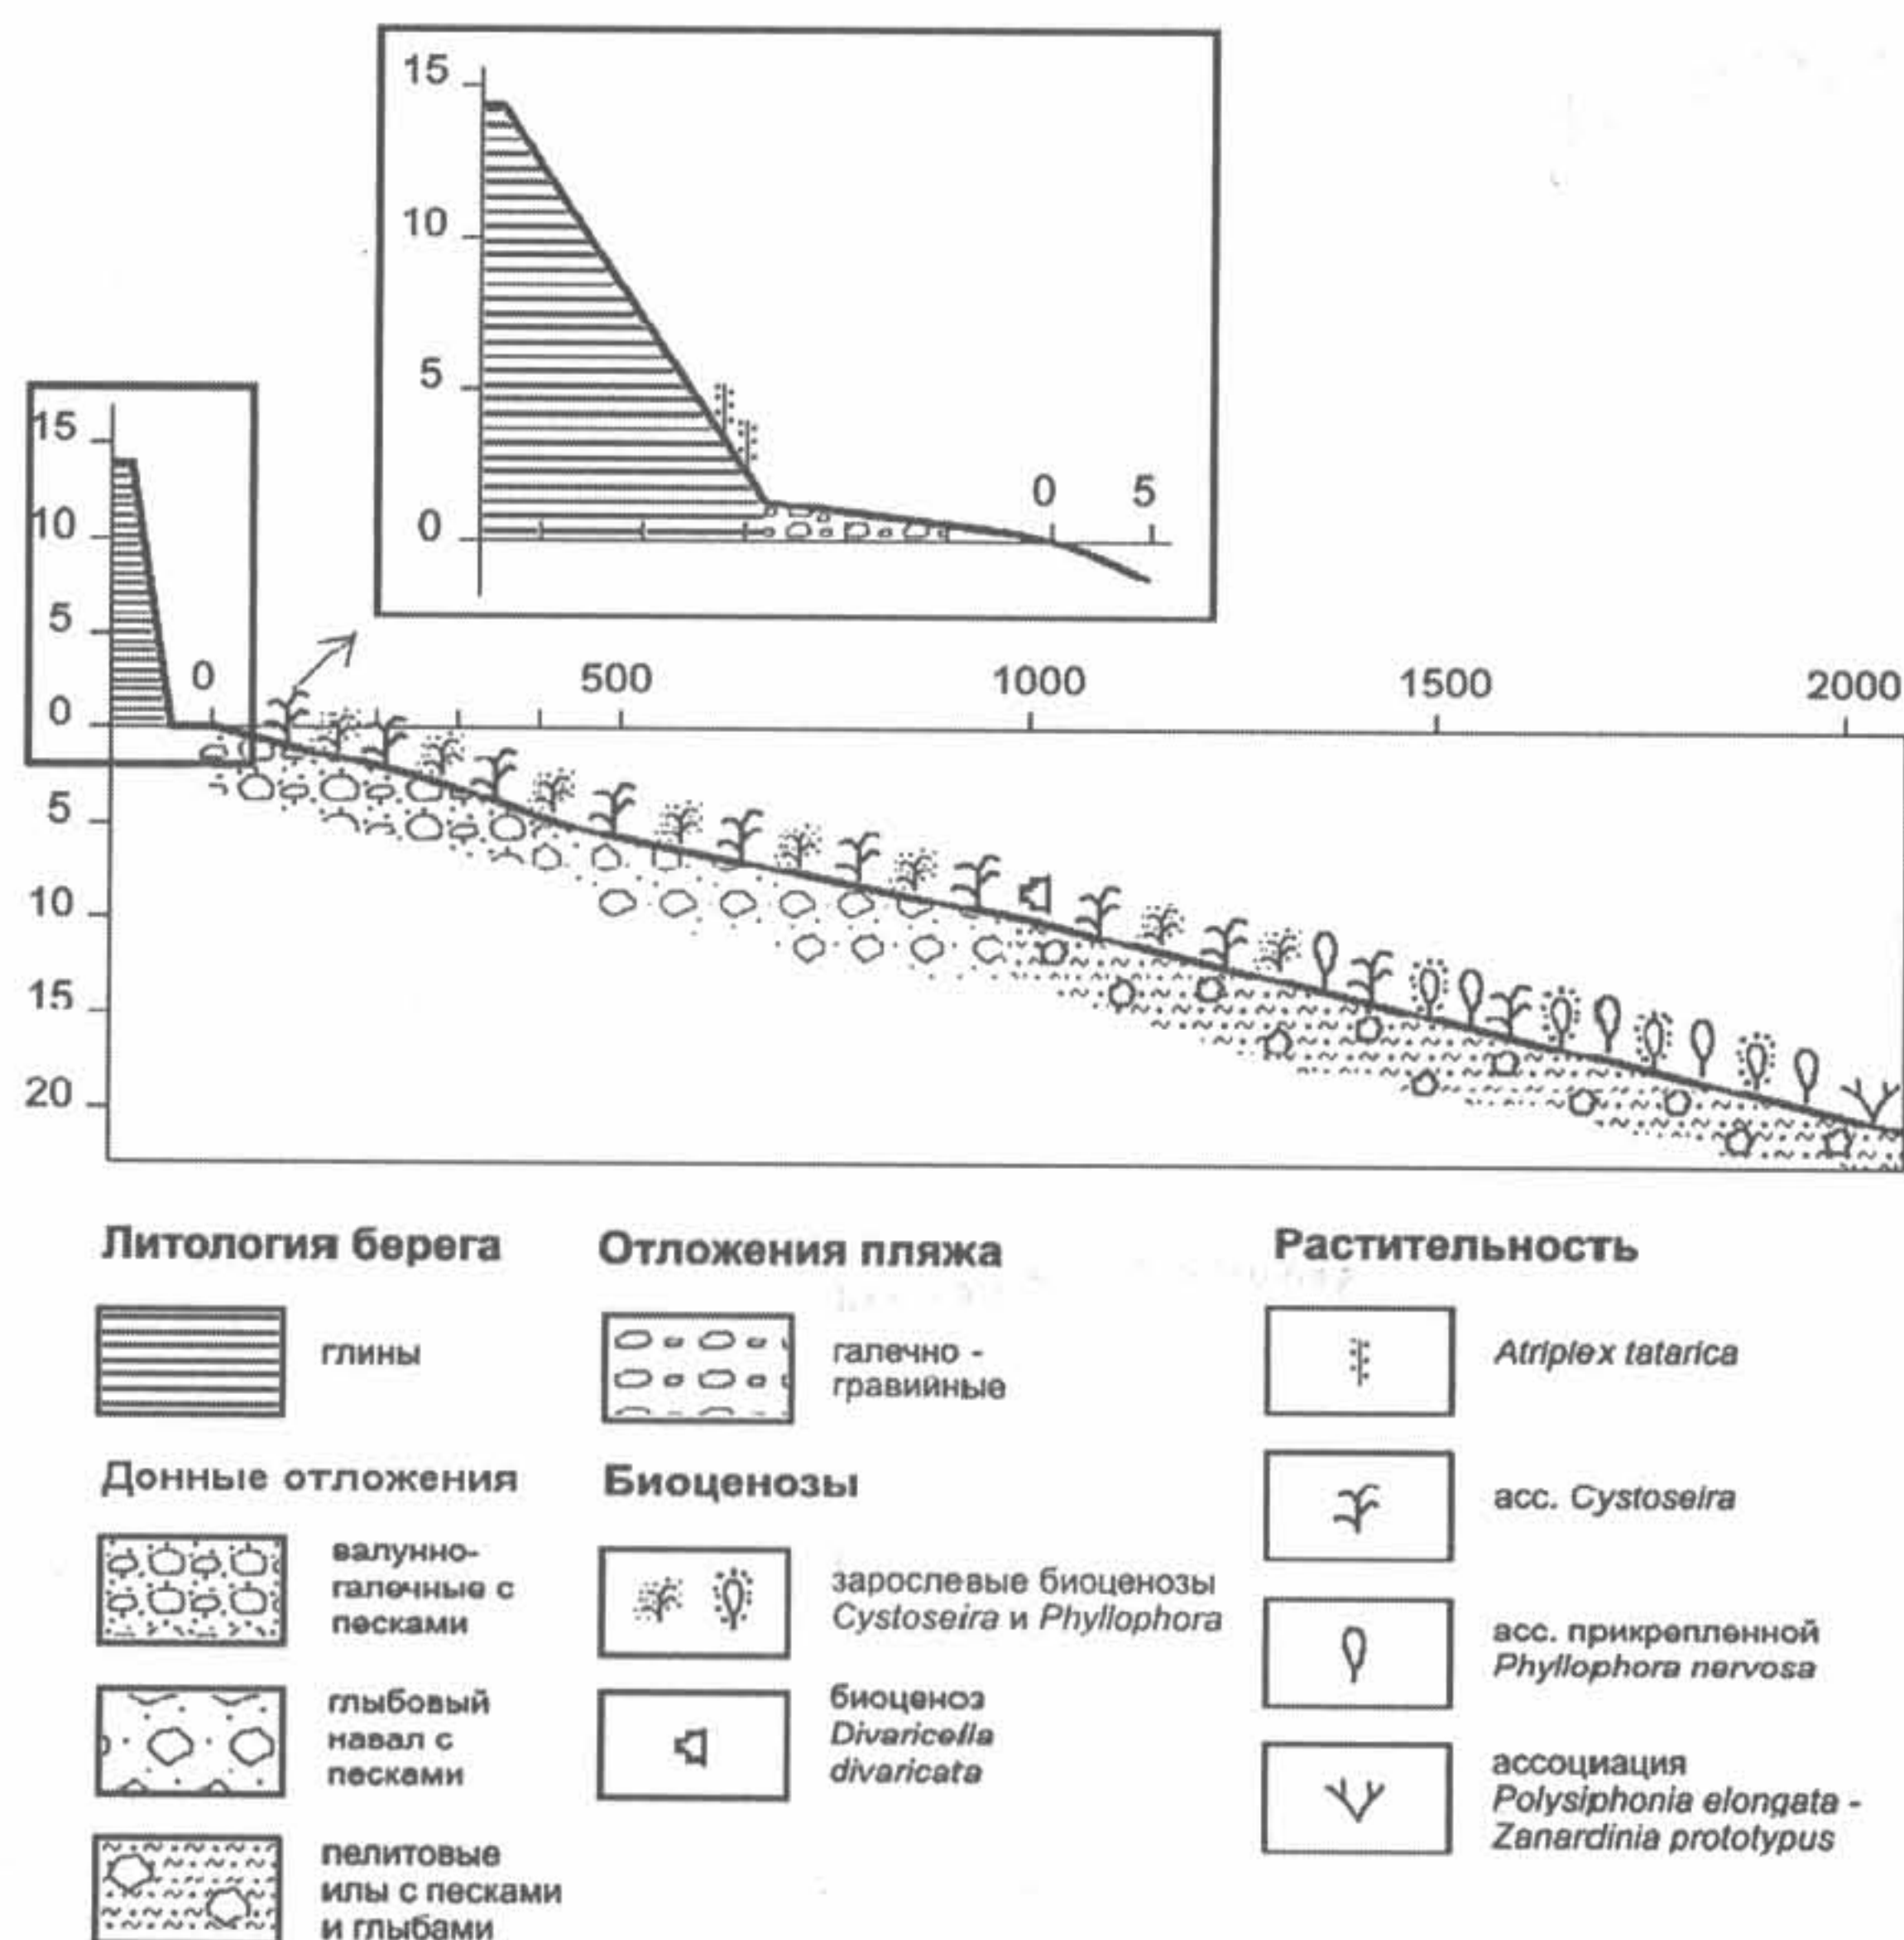 15
10
5
0
0 5
15
10
5
0
0 500 1000 1500 2000
5
10
15
20
Литология берега
глины
Донные отложения
валунно-
галечные с
песками
глыбовый
навал с
песками
пелитовые
илы с песками
и глыбами
Отложения пляжа
галечно -
гравийные
Биоценозы
зарослевые биоценозы
Cystoseira и Phyllophora
биоценоз
Divaricella
divaricata
Растительность
Atriplex tatarica
асс. Cystoseira
асс. прикрепленной
Phyllophora nervosa
ассоциация
Polysiphonia elongata -
Zanardinia prototypus